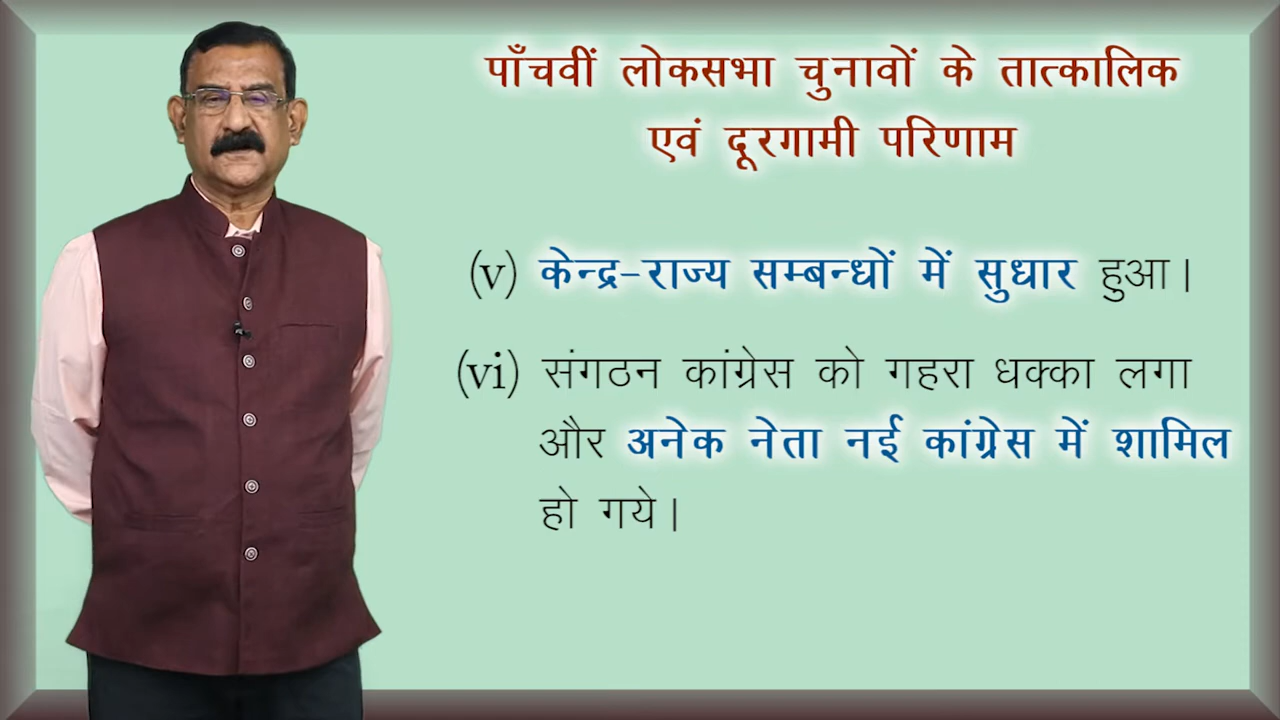 पाँचवीं लोकसभा चुनावों के तात्कालिक
एवं दूरगामी परिणाम
(v) केन्द्र-राज्य सम्बन्धों में सुधार हुआ।
(vi) संगठन कांग्रेस को गहरा धक्का लगा
और अनेक नेता नई कांग्रेस में शामिल
हो गये।